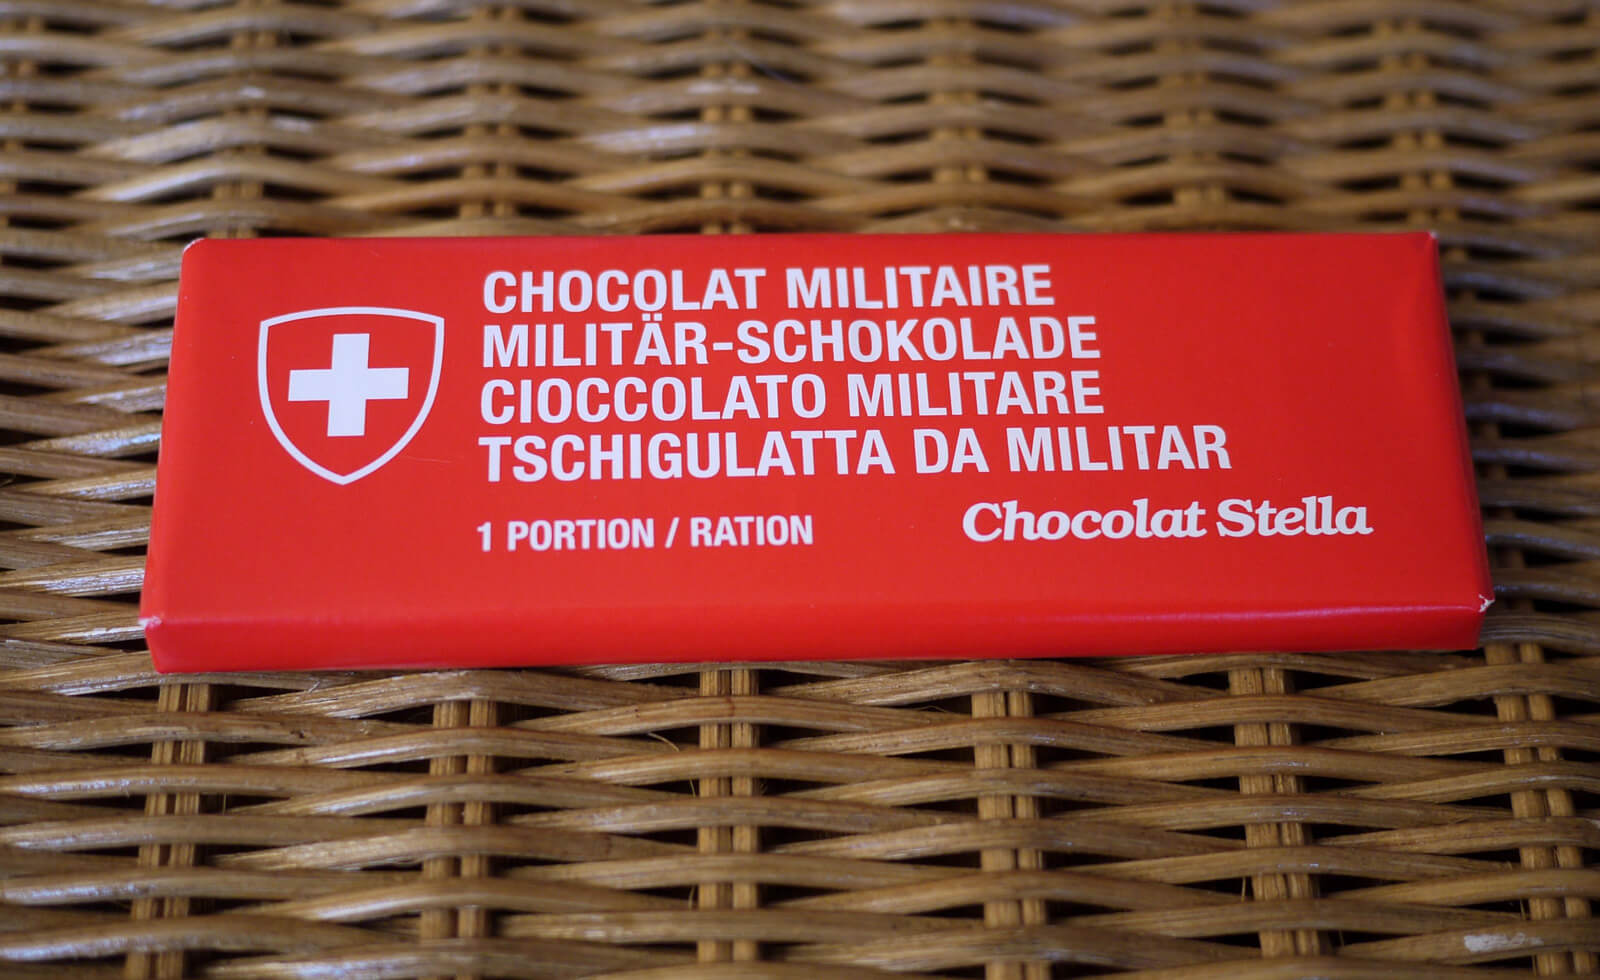 CHOCOLAT MILITAIRE
MILITÄR-SCHOKOLADE
CIOCCOLATO MILITARE
TSCHIGULATTA DA MILITAR
1 PORTION / RATION
Chocolat Stella